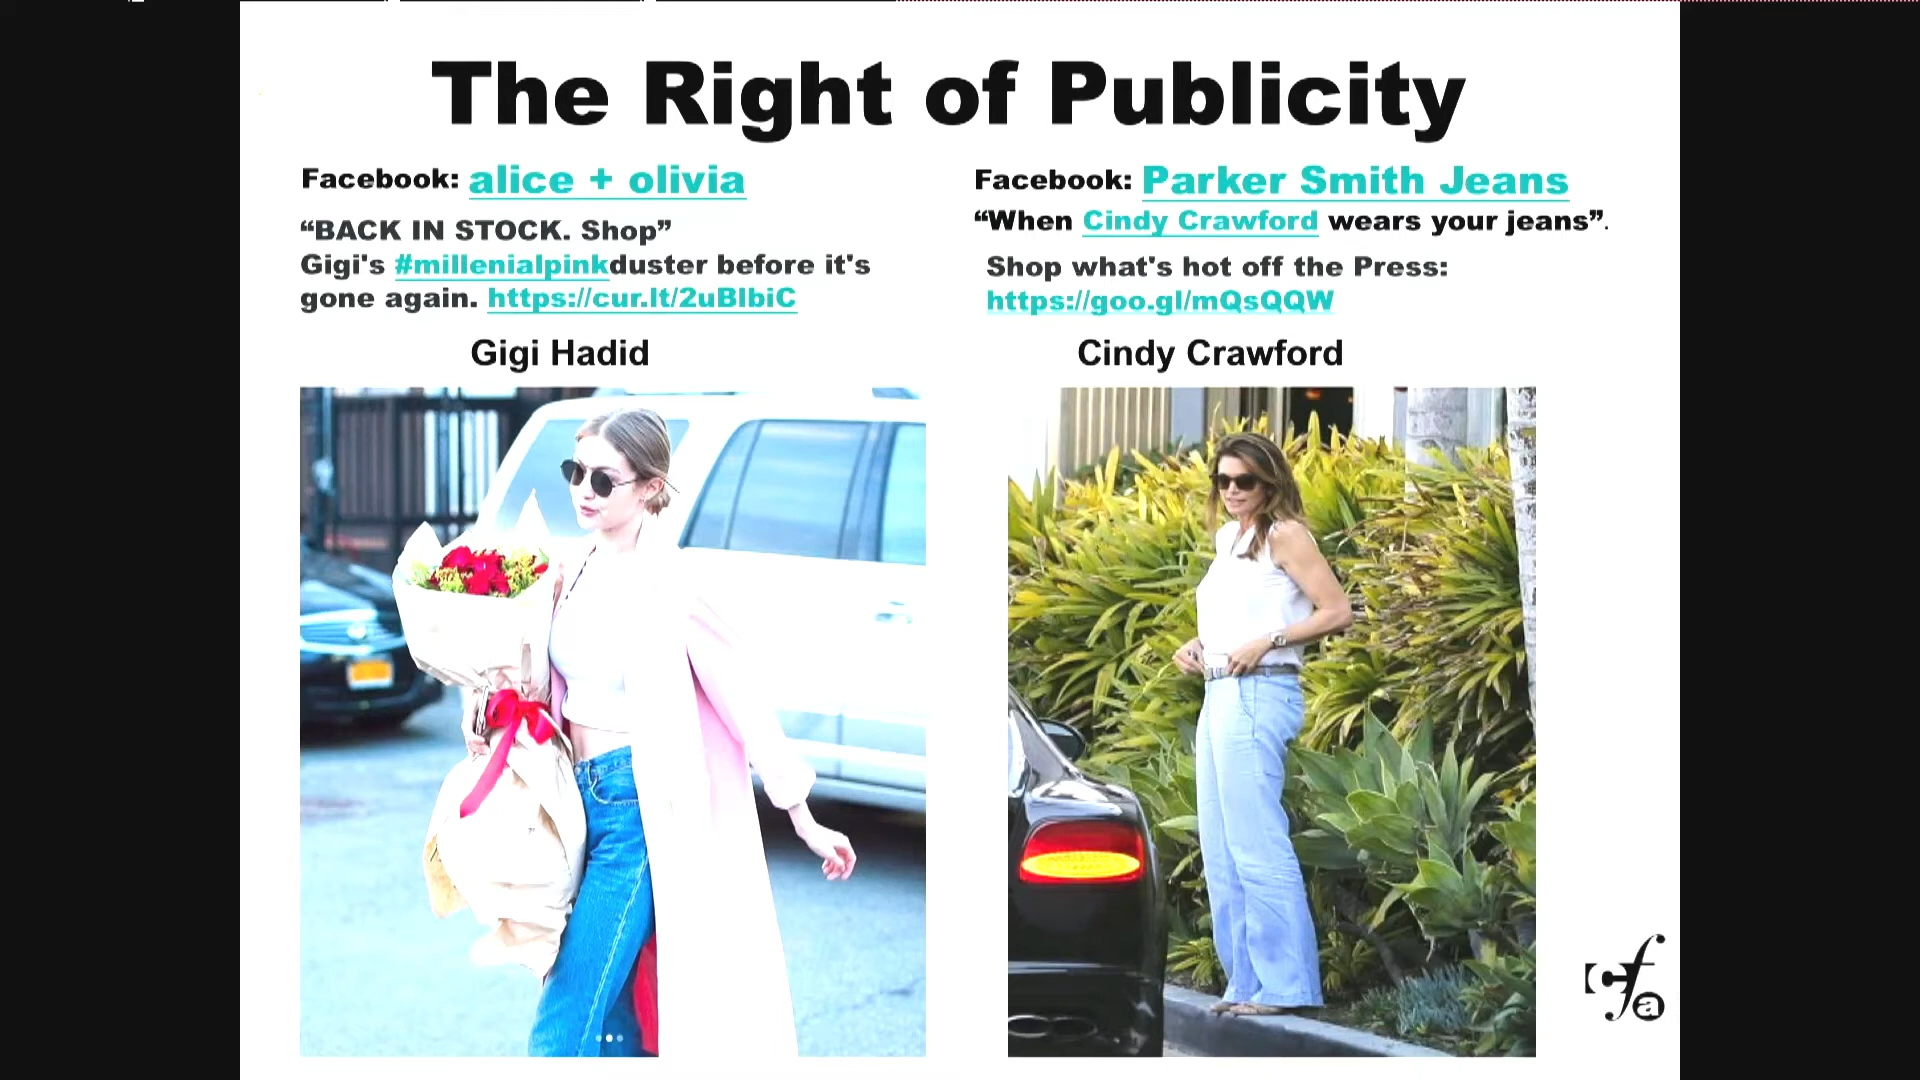 The Right of Publicity
Facebook: alice + olivia
“BACK IN STOCK. Shop”
Gigi's #millenialpinkduster before it's
gone again. https://cur.lt/2uBlbiC
Gigi Hadid
Facebook: Parker Smith Jeans
“When Cindy Crawford wears your jeans”.
Shop what's hot off the Press:
https://goo.gl/mQsQQW
Cindy Crawford
cfa